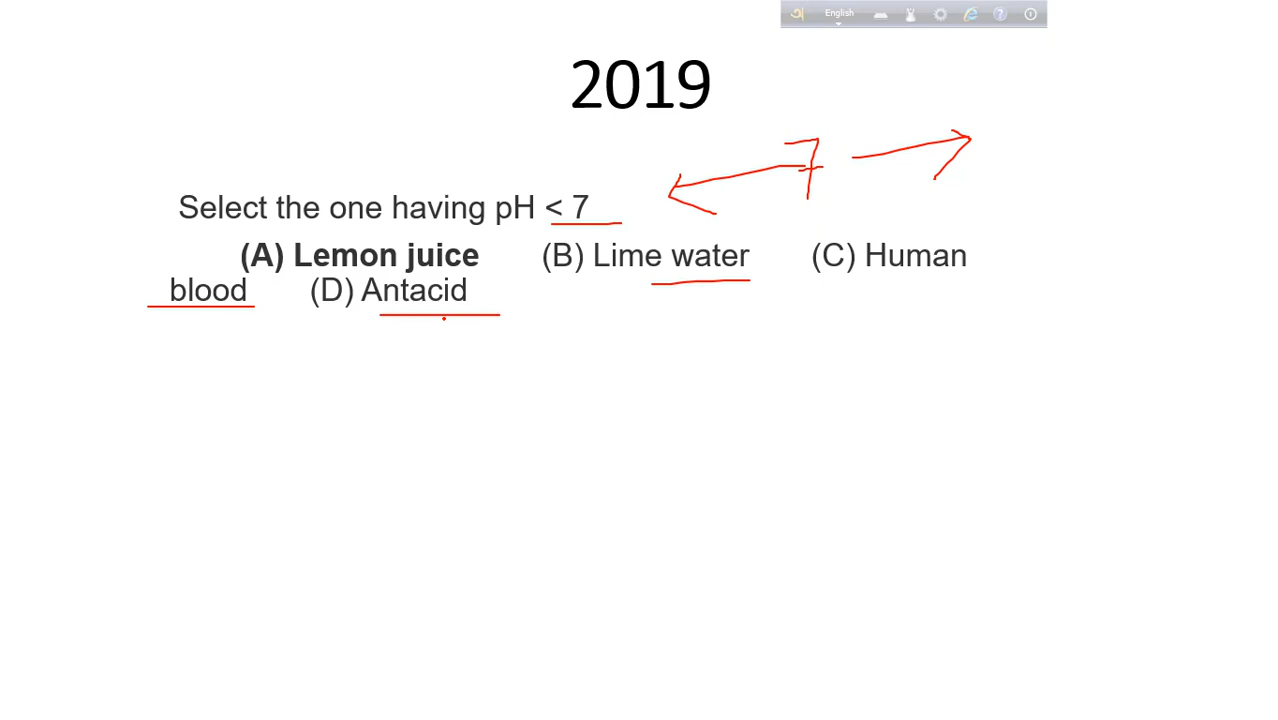 অ English
2019
7
Select the one having pH < 7
(A) Lemon juice (B) Lime water (C) Human
blood (D) Antacid